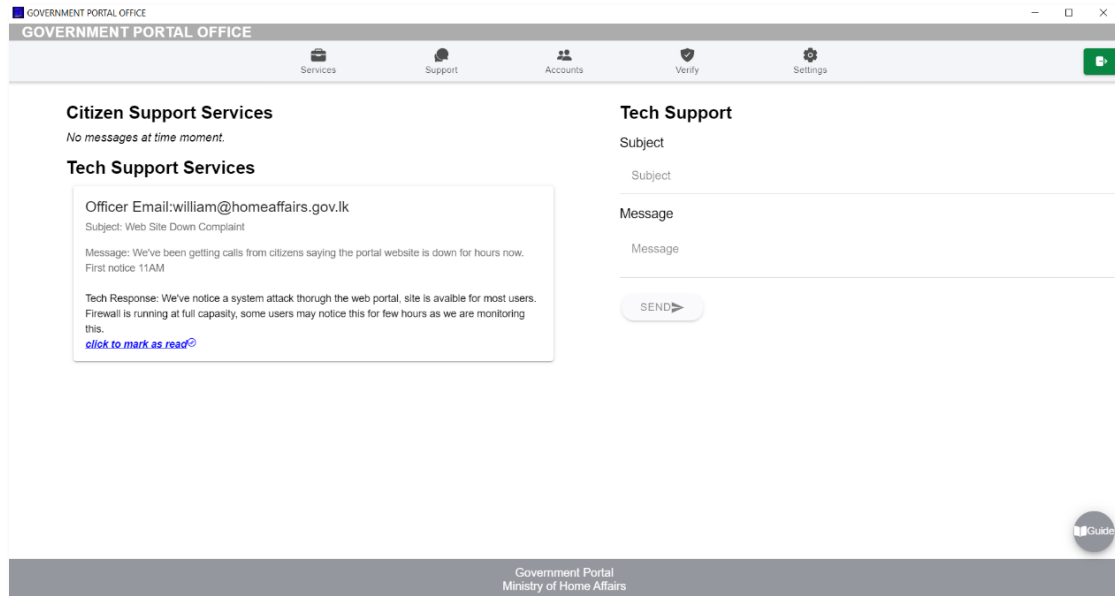 GOVERNMENT PORTAL OFFICE
GOVERNMENT PORTAL OFFICE
Services
Support
Accounts
Verify
Settings
Citizen Support Services
No messages at time moment.
Tech Support Services
Officer Email:william@homeaffairs.gov.lk
Subject: Web Site Down Complaint
Message: We've been getting calls from citizens saying the portal website is down for hours now.
First notice 11AM
Tech Response: We've notice a system attack thorugh the web portal, site is avaible for most users.
Firewall is running at full capasity, some users may notice this for few hours as we are monitoring
this.
click to mark as read
Tech Support
Subject
Subject
Message
Message
SEND
Guide
Government Portal
Ministry of Home Affairs